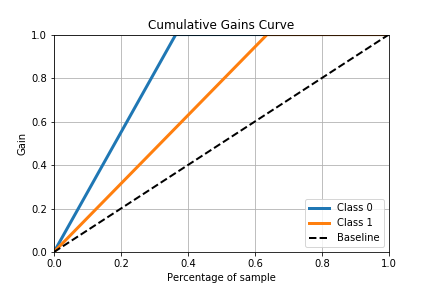 Cumulative Gains Curve
1.0
0.8
0.6
0.4
0.2
0.0
Gain
0.0 0.2 0.4 0.6 0.8 1.0
Percentage of sample
Class 0
Class 1
Baseline